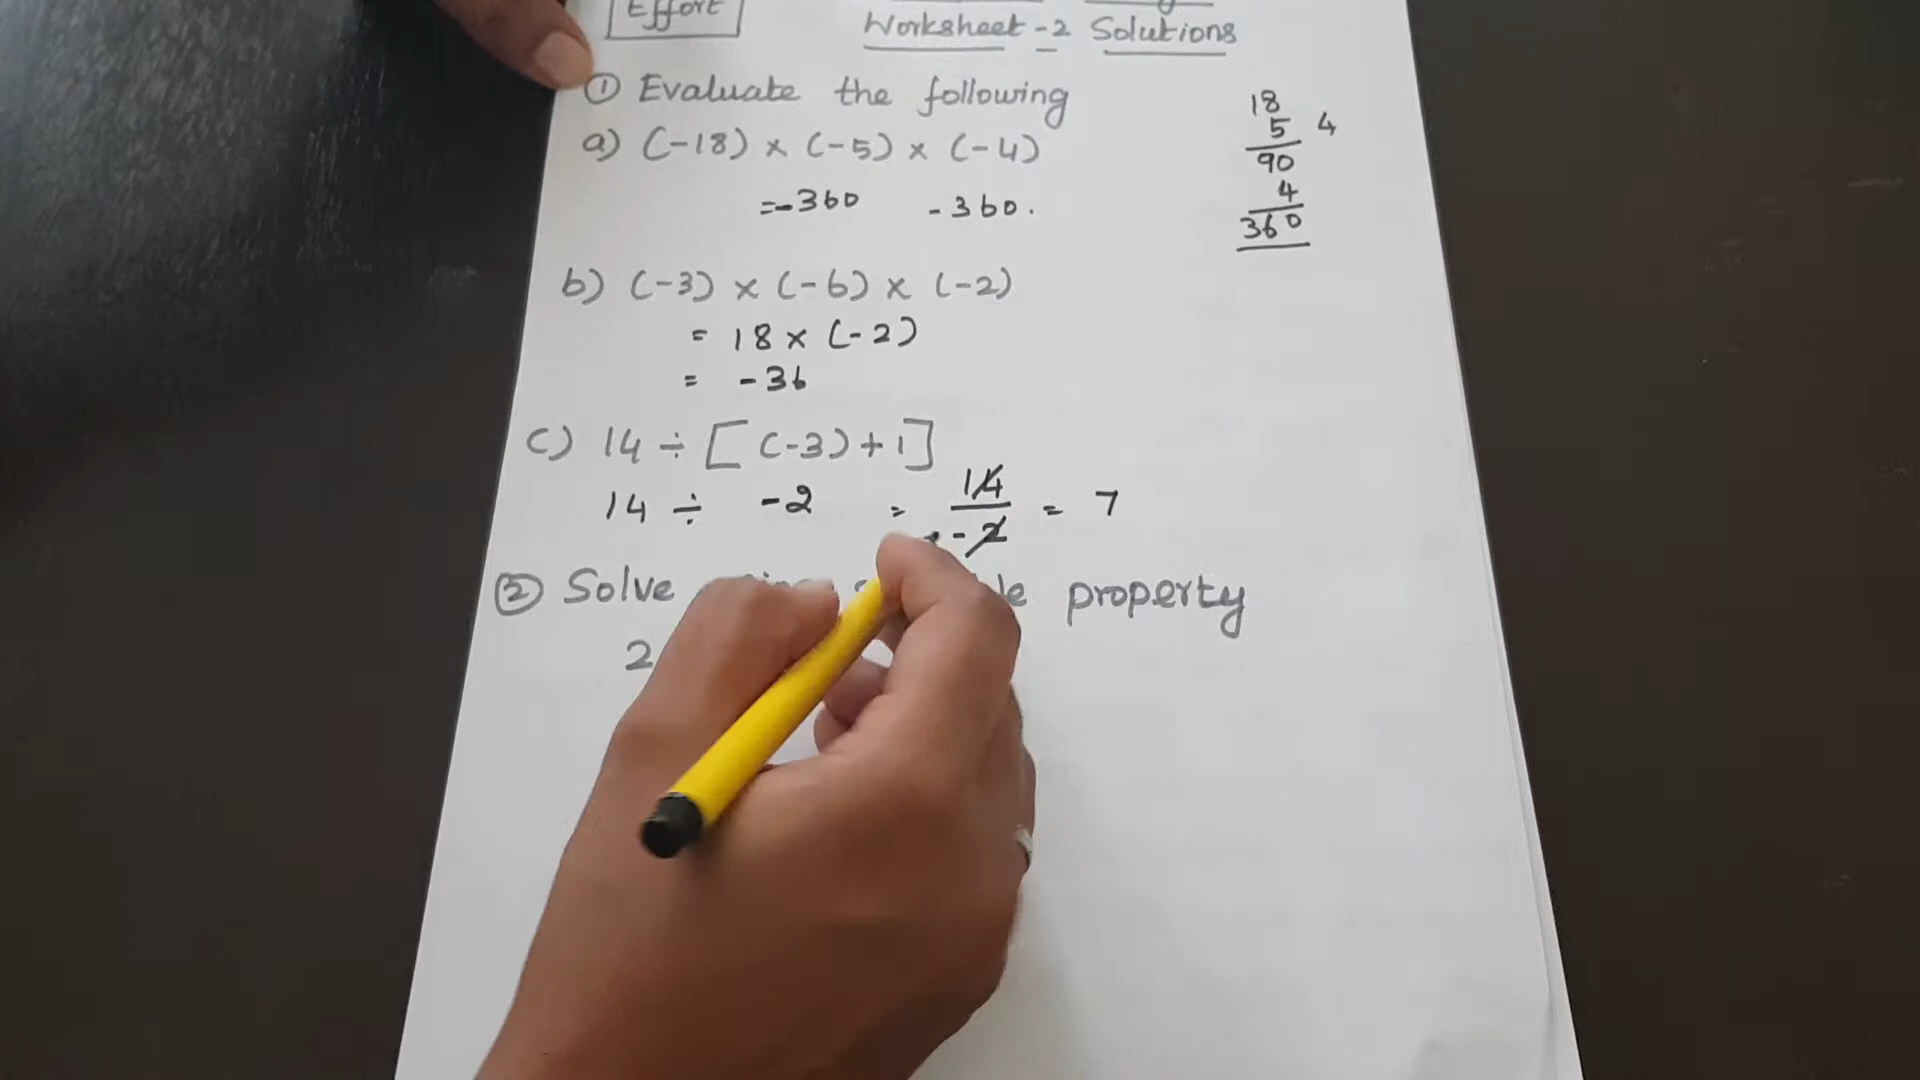 Effort
Worksheet - 2 Solutions
① Evaluate the following
a) (-18) × (-5) × (-4)
= -360 -360.
18
5 4
90
4
360
b) (-3) × (-6) × (-2)
= 18 × (-2)
= -36
c) 14 ÷ [(-3) + 1]
14 ÷ -2 = 14/-2 = 7
② Solve property
2